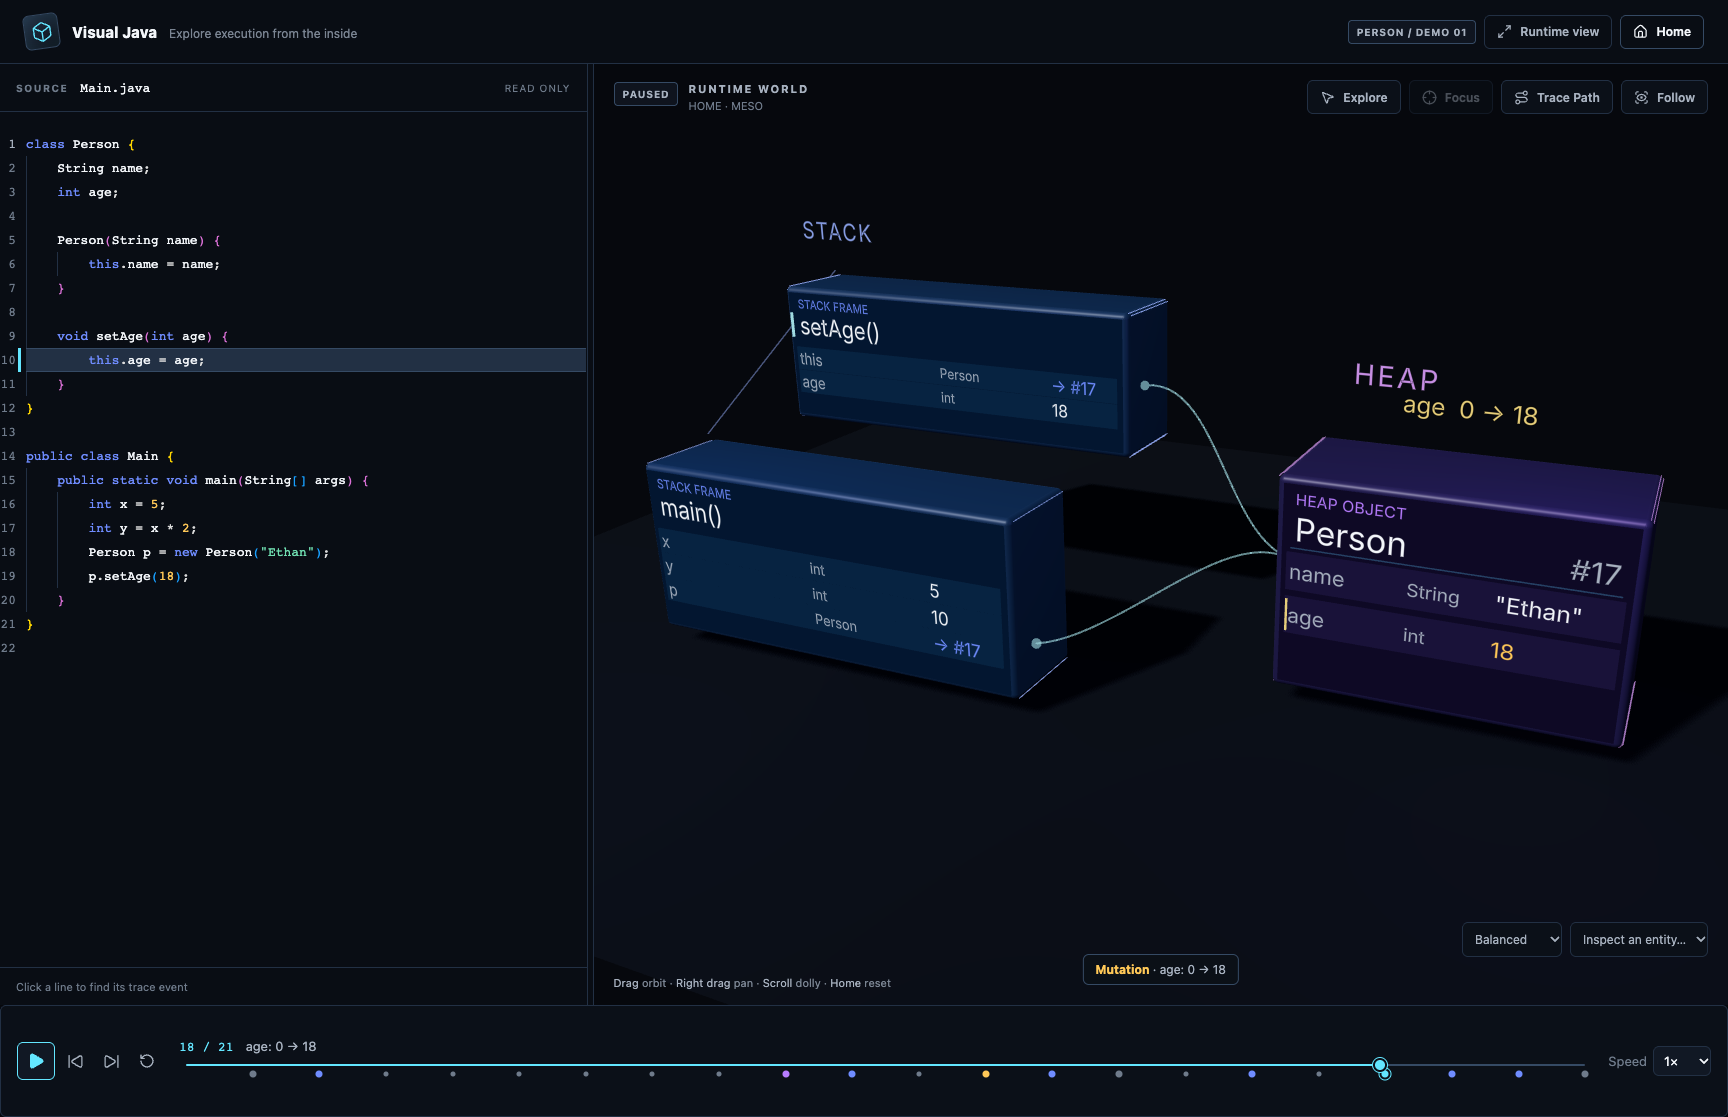 Visual Java Explore execution from the inside
PERSON / DEMO 01 Runtime view Home
SOURCE Main.java READ ONLY
1 class Person {
2 String name;
3 int age;
4
5 Person(String name) {
6 this.name = name;
7 }
8
9 void setAge(int age) {
10 this.age = age;
11 }
12 }
13
14 public class Main {
15 public static void main(String[] args) {
16 int x = 5;
17 int y = x * 2;
18 Person p = new Person("Ethan");
19 p.setAge(18);
20 }
21 }
22
Click a line to find its trace event
PAUSED RUNTIME WORLD
HOME · MESO
Explore Focus Trace Path Follow
STACK
STACK FRAME
setAge()
this Person → #17
age int 18
STACK FRAME
main()
x int 5
y int 10
p Person → #17
HEAP
age 0 → 18
HEAP OBJECT
Person
#17
name String "Ethan"
age int 18
Balanced Inspect an entity...
Mutation · age: 0 → 18
Drag orbit · Right drag pan · Scroll dolly · Home reset
18 / 21 age: 0 → 18
Speed 1×